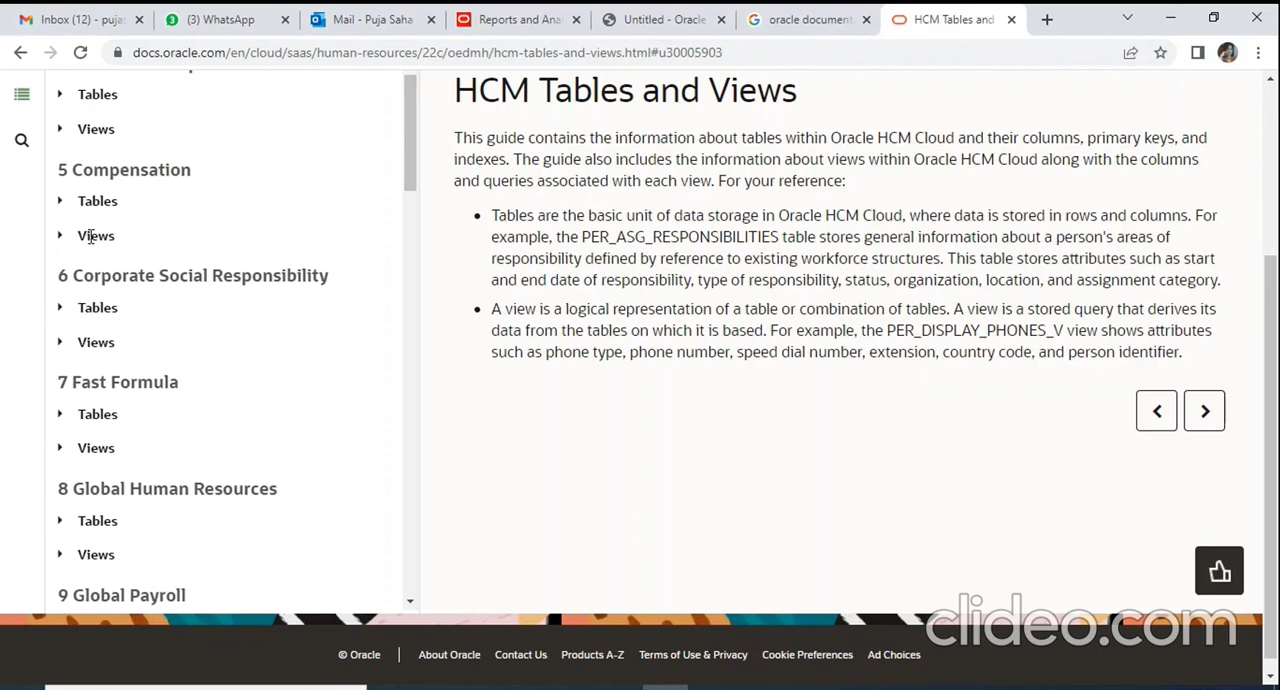 Inbox (12) - pujas
(3) WhatsApp
Mail - Puja Saha
Reports and Ana
Untitled - Oracle
oracle document
HCM Tables and
docs.oracle.com/en/cloud/saas/human-resources/22c/oedmh/hcm-tables-and-views.html#u30005903
Tables
Views
5 Compensation
Tables
Views
6 Corporate Social Responsibility
Tables
Views
7 Fast Formula
Tables
Views
8 Global Human Resources
Tables
Views
9 Global Payroll
HCM Tables and Views
This guide contains the information about tables within Oracle HCM Cloud and their columns, primary keys, and
indexes. The guide also includes the information about views within Oracle HCM Cloud along with the columns
and queries associated with each view. For your reference:
• Tables are the basic unit of data storage in Oracle HCM Cloud, where data is stored in rows and columns. For
example, the PER_ASG_RESPONSIBILITIES table stores general information about a person's areas of
responsibility defined by reference to existing workforce structures. This table stores attributes such as start
and end date of responsibility, type of responsibility, status, organization, location, and assignment category.
• A view is a logical representation of a table or combination of tables. A view is a stored query that derives its
data from the tables on which it is based. For example, the PER_DISPLAY_PHONES_V view shows attributes
such as phone type, phone number, speed dial number, extension, country code, and person identifier.
clideo.com
© Oracle
About Oracle
Contact Us
Products A-Z
Terms of Use & Privacy
Cookie Preferences
Ad Choices